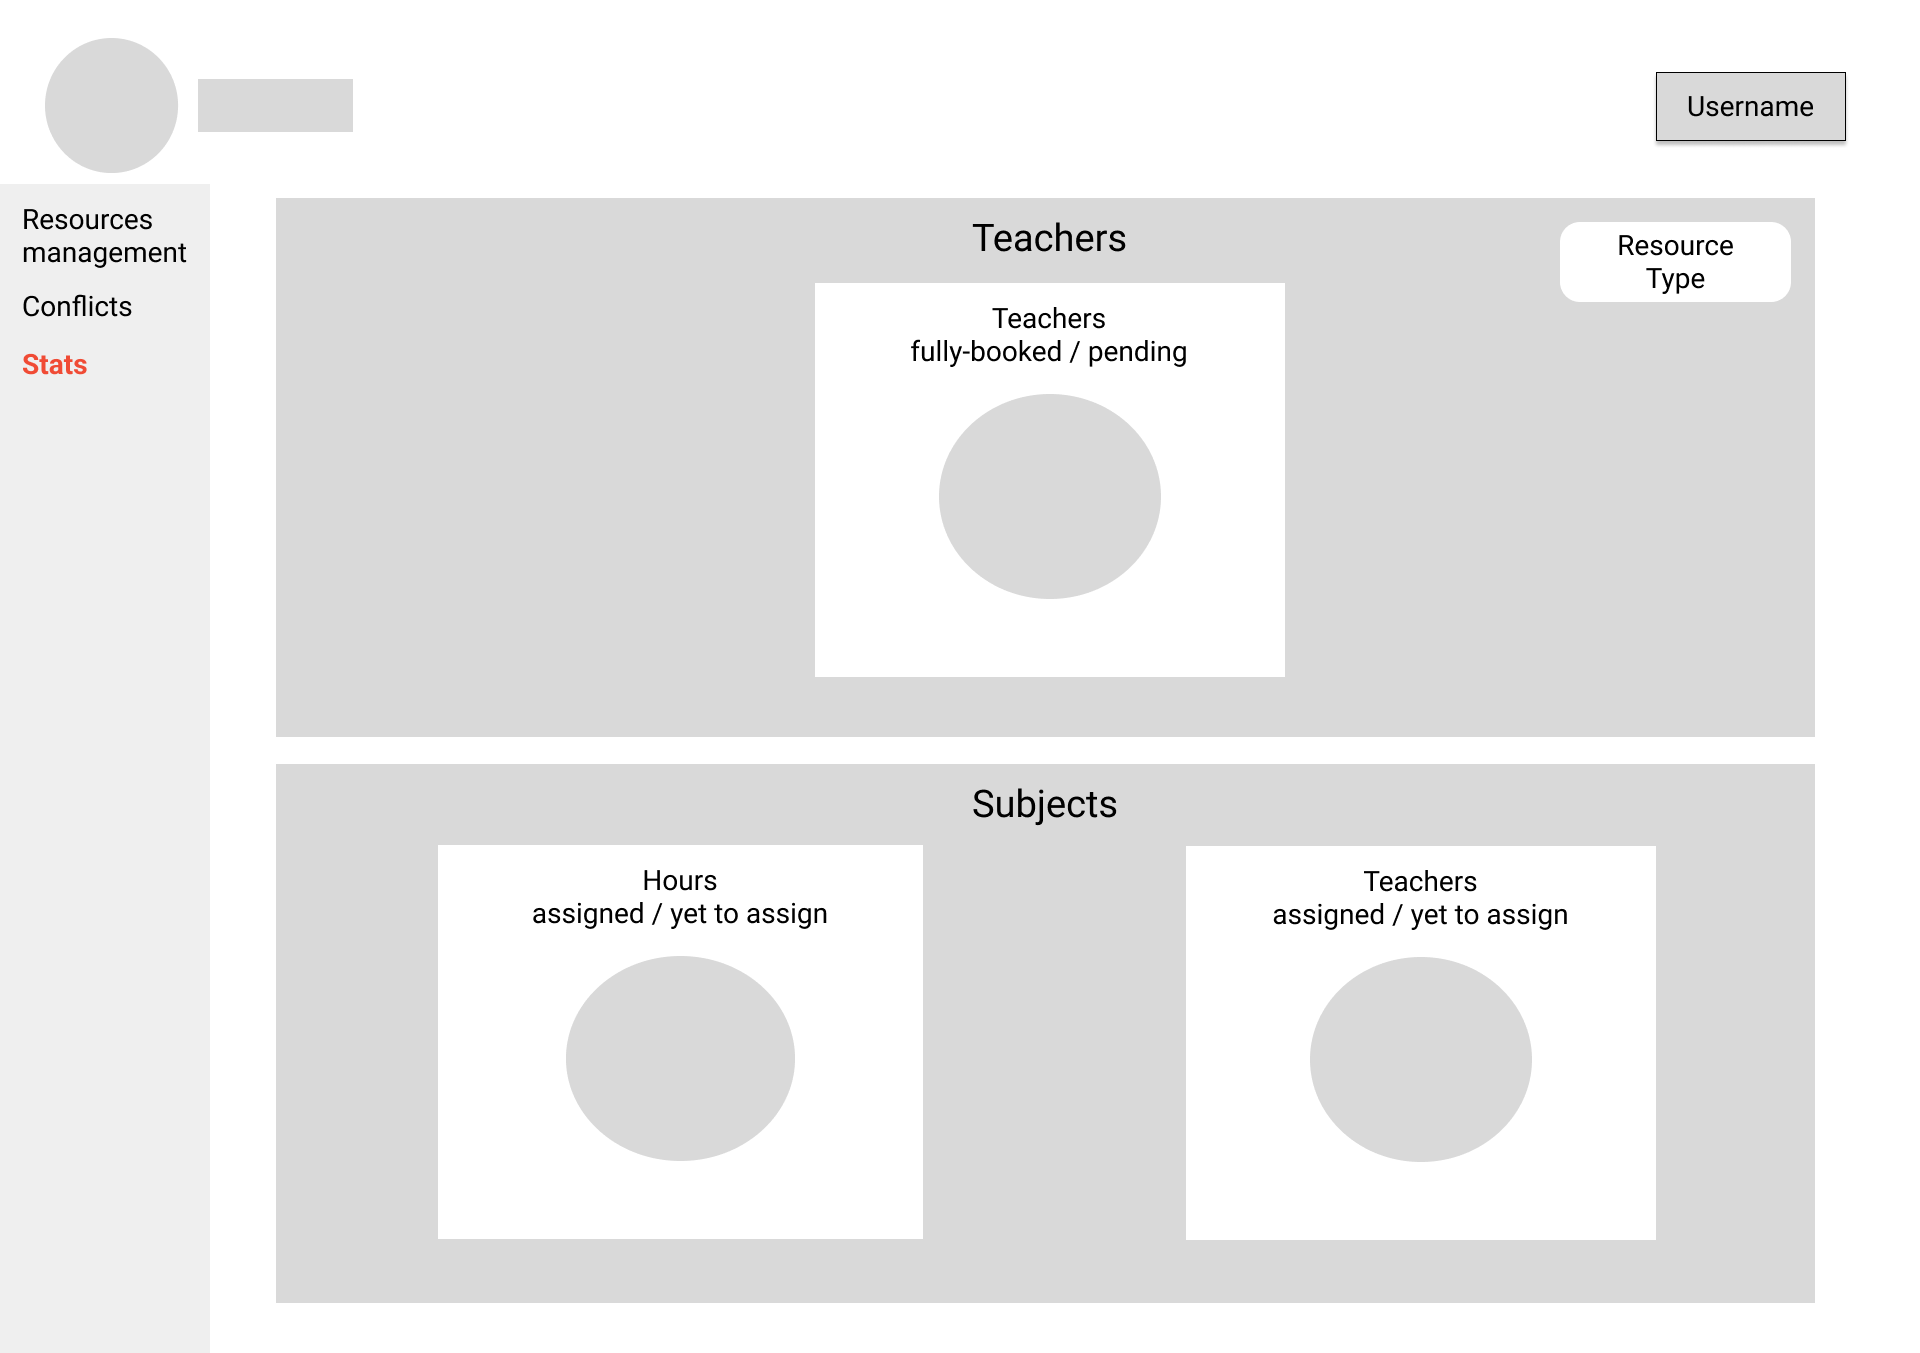 Username
Resources
management
Conflicts
Stats
Teachers
Resource
Type
Teachers
fully-booked / pending
Subjects
Hours
assigned / yet to assign
Teachers
assigned / yet to assign